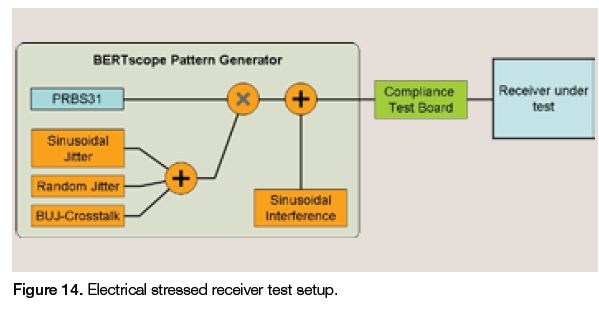 BERTscope Pattern Generator
PRBS31
×
+
Compliance
Test Board
Receiver under
test
Sinusoidal
Jitter
+
Random Jitter
BUJ-Crosstalk
Sinusoidal
Interference
Figure 14. Electrical stressed receiver test setup.